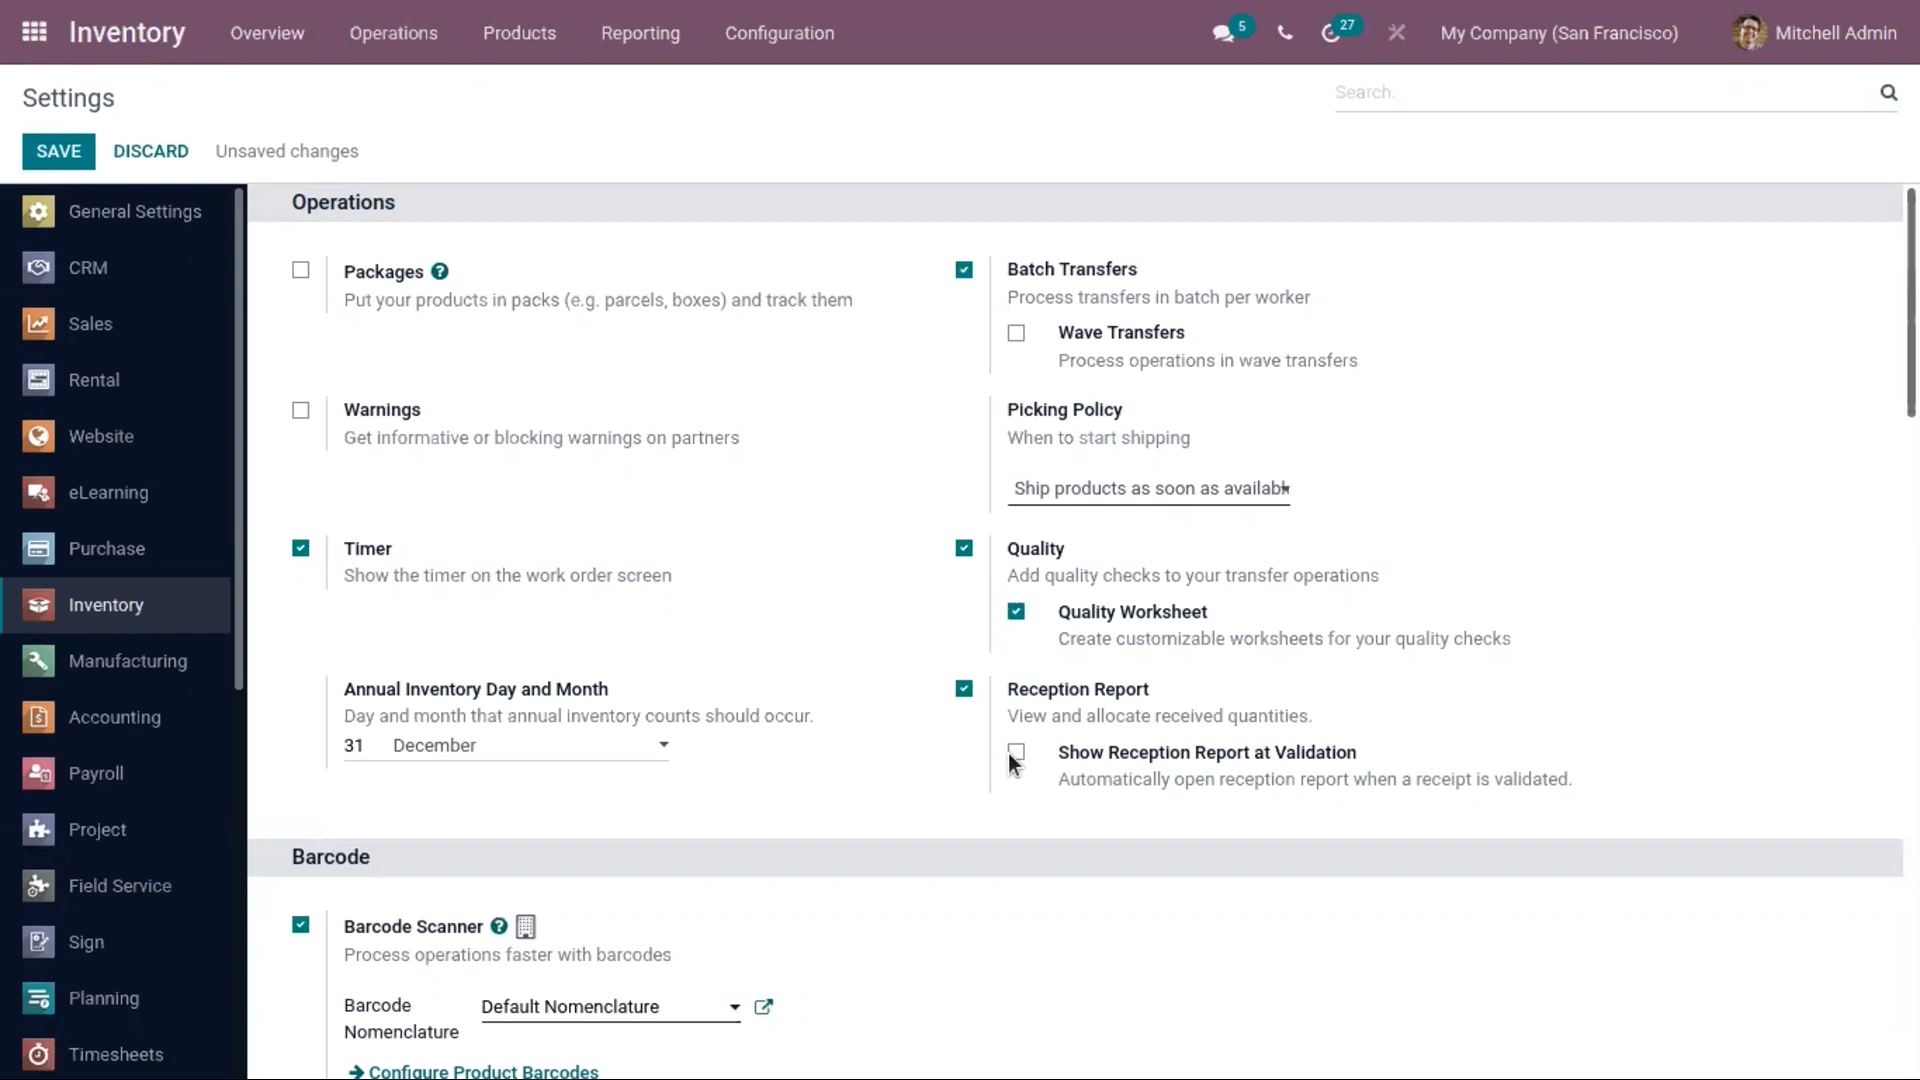 Inventory Overview Operations Products Reporting Configuration 5 27 My Company (San Francisco) Mitchell Admin
Settings
Search.
SAVE DISCARD Unsaved changes
General Settings
CRM
Sales
Rental
Website
eLearning
Purchase
Inventory
Manufacturing
Accounting
Payroll
Project
Field Service
Sign
Planning
Timesheets
Operations
Packages ?
Put your products in packs (e.g. parcels, boxes) and track them
Batch Transfers
Process transfers in batch per worker
Wave Transfers
Process operations in wave transfers
Warnings
Get informative or blocking warnings on partners
Picking Policy
When to start shipping
Ship products as soon as availab
Timer
Show the timer on the work order screen
Quality
Add quality checks to your transfer operations
Quality Worksheet
Create customizable worksheets for your quality checks
Annual Inventory Day and Month
Day and month that annual inventory counts should occur.
31 December
Reception Report
View and allocate received quantities.
Show Reception Report at Validation
Automatically open reception report when a receipt is validated.
Barcode
Barcode Scanner ?
Process operations faster with barcodes
Barcode
Nomenclature
Default Nomenclature
Configure Product Barcodes